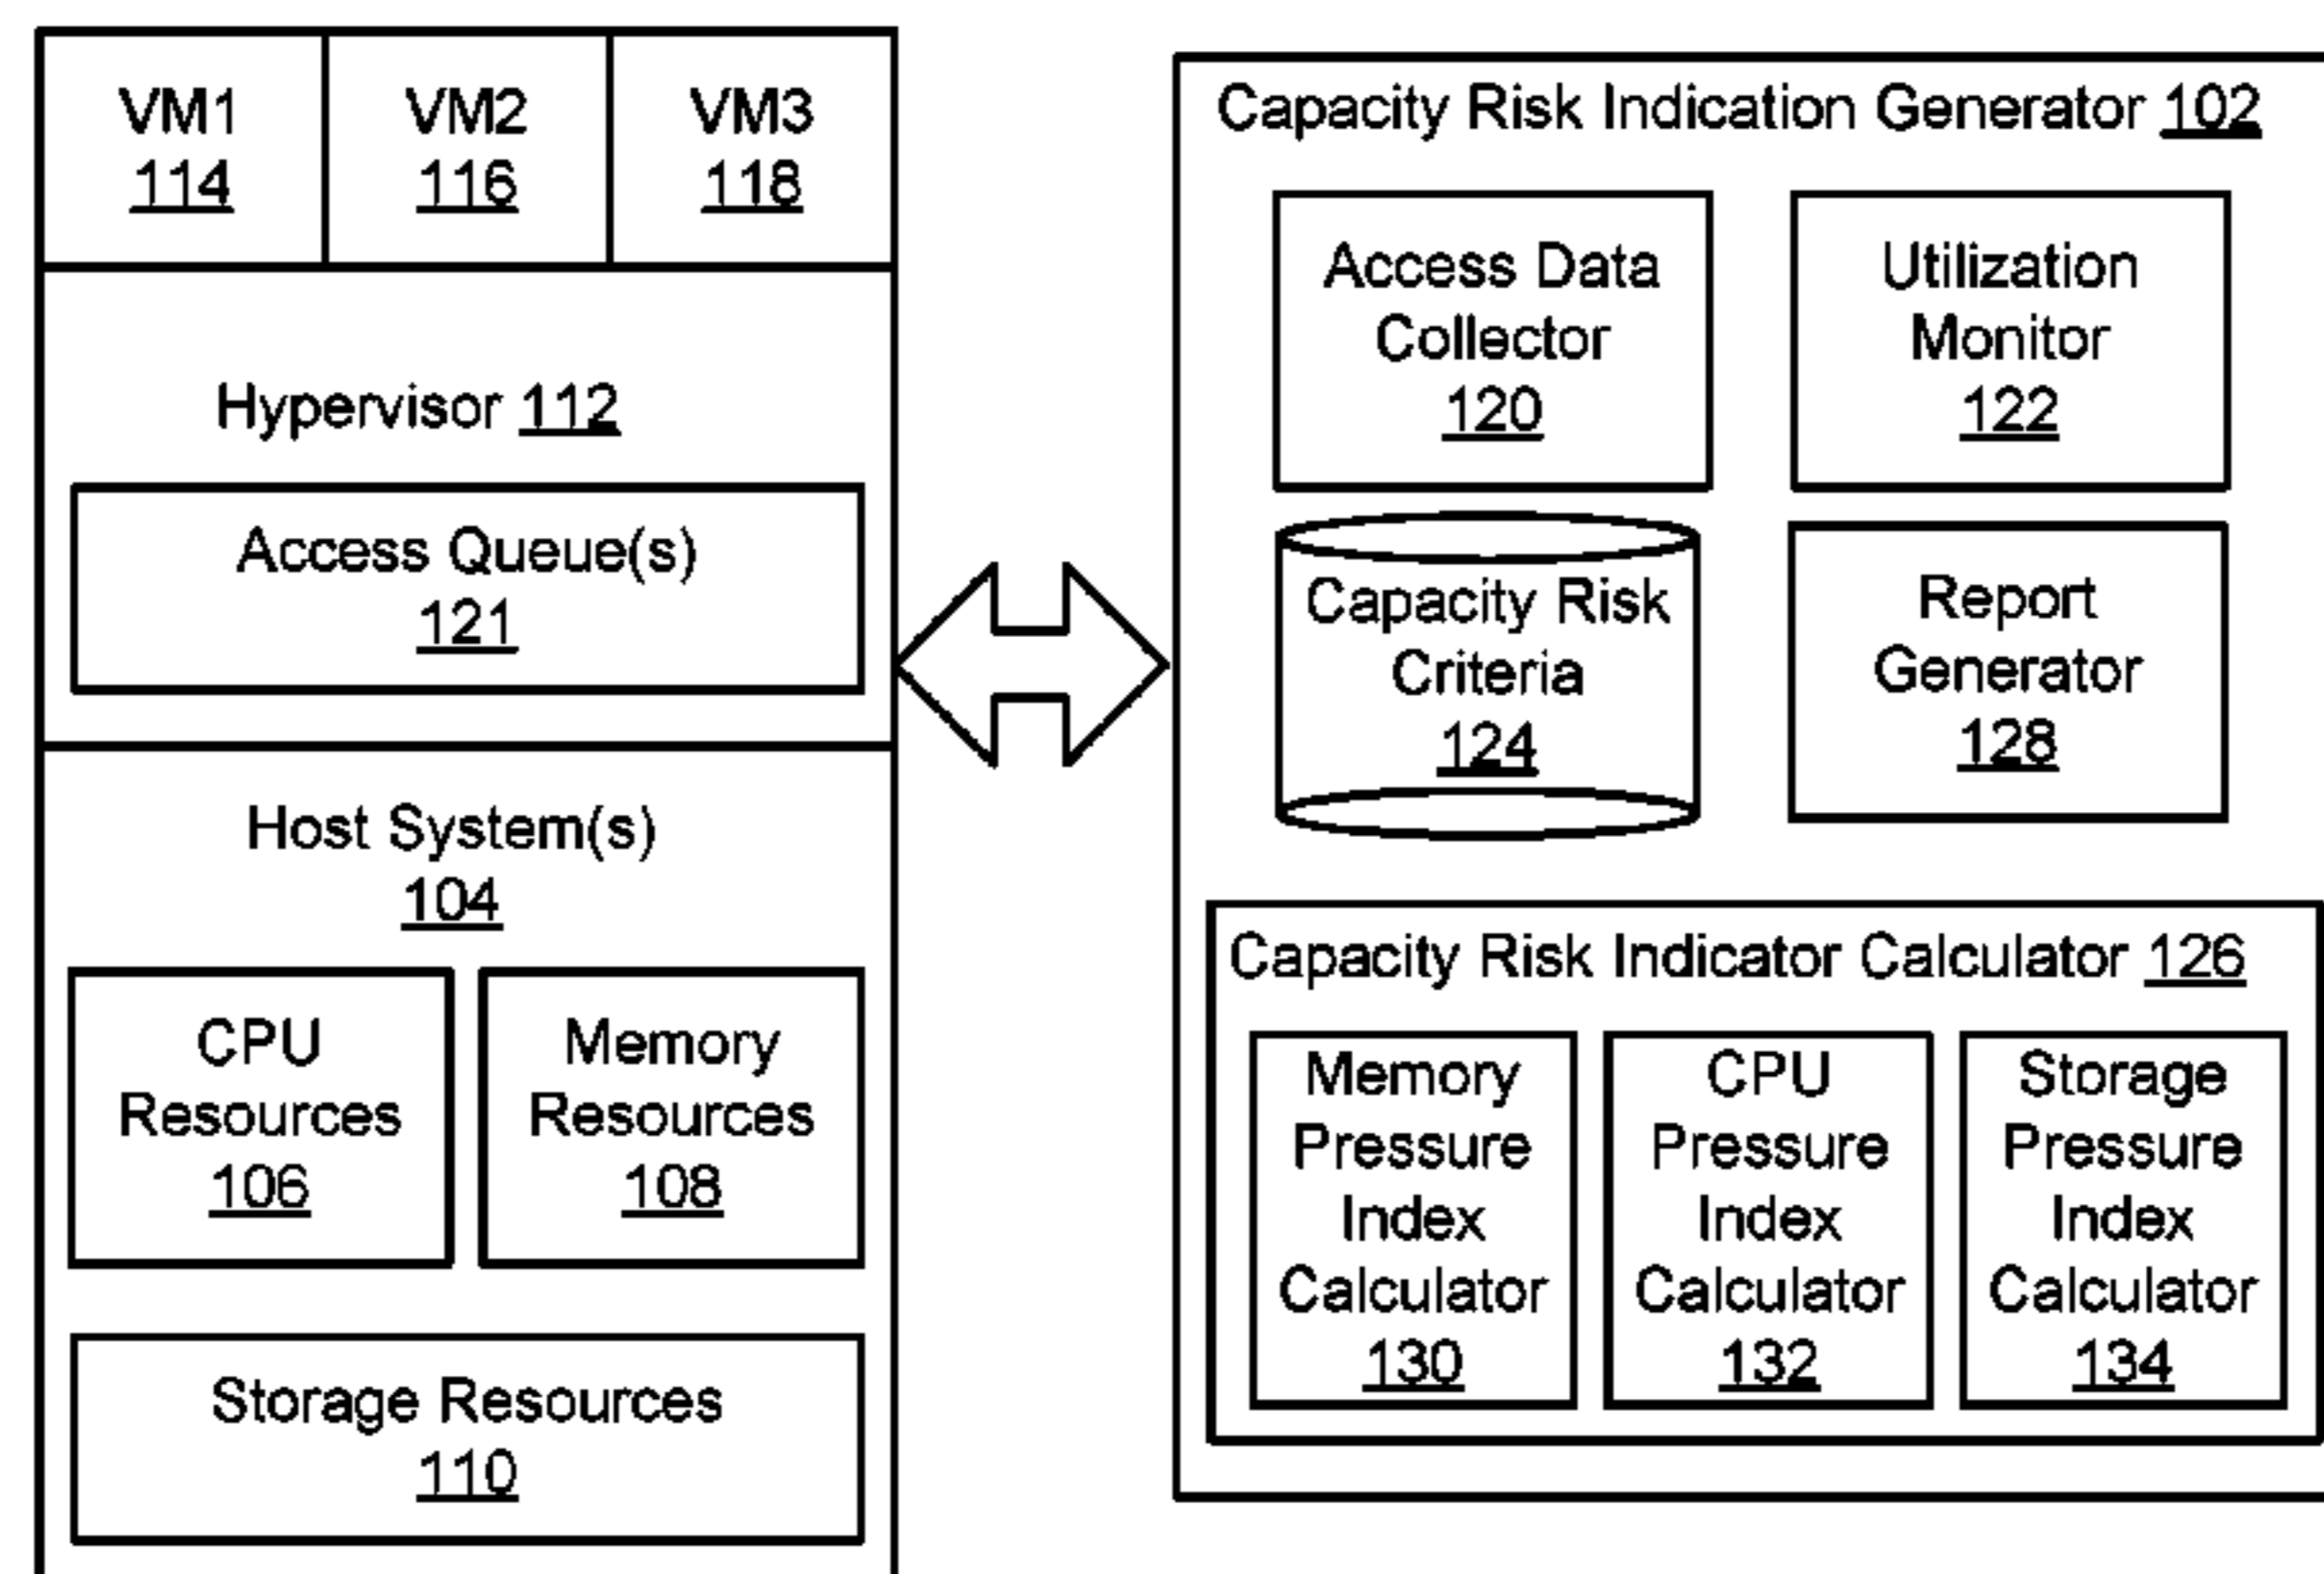 VM1
114
VM2
116
VM3
118
Hypervisor 112
Access Queue(s)
121
Host System(s)
104
CPU
Resources
106
Memory
Resources
108
Storage Resources
110
Capacity Risk Indication Generator 102
Access Data
Collector
120
Utilization
Monitor
122
Capacity Risk
Criteria
124
Report
Generator
128
Capacity Risk Indicator Calculator 126
Memory
Pressure
Index
Calculator
130
CPU
Pressure
Index
Calculator
132
Storage
Pressure
Index
Calculator
134